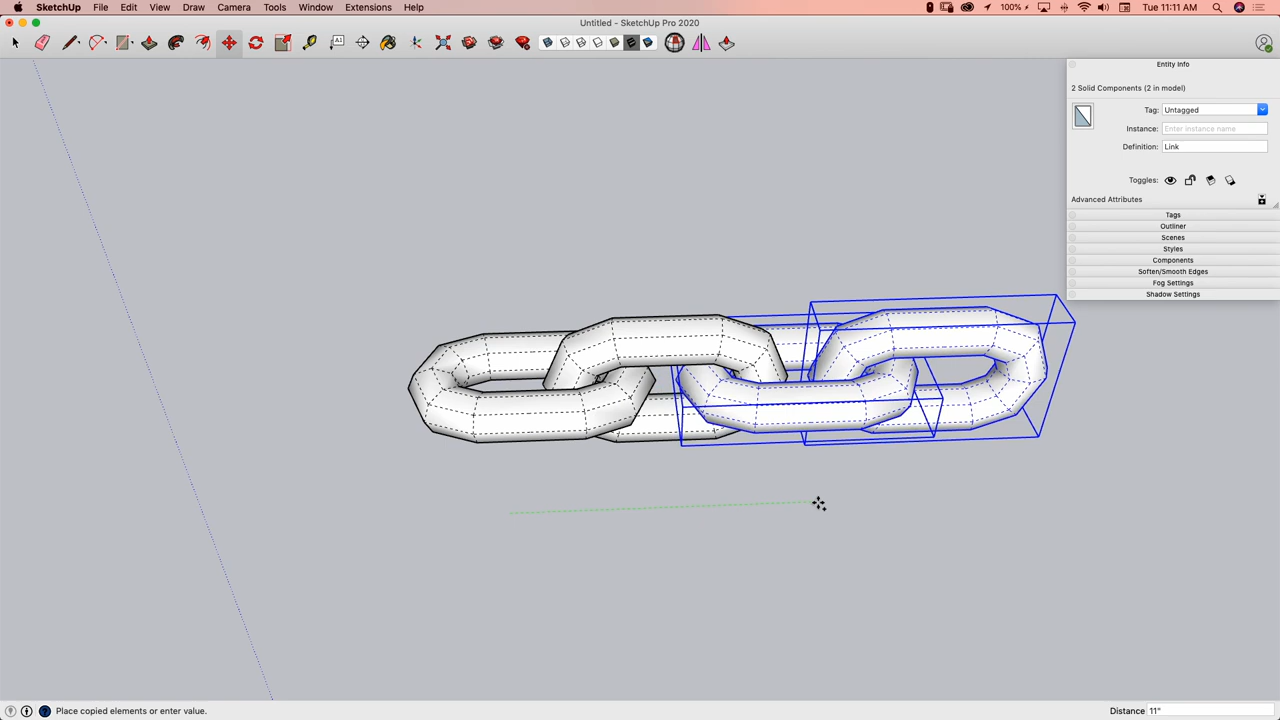 SketchUp File Edit View Draw Camera Tools Window Extensions Help 100% Tue 11:11 AM
Untitled - SketchUp Pro 2020
A1
Entity Info
2 Solid Components (2 in model)
Tag: Untagged
Instance: Enter instance name
Definition: Link
Toggles:
Advanced Attributes
Tags
Outliner
Scenes
Styles
Components
Soften/Smooth Edges
Fog Settings
Shadow Settings
Place copied elements or enter value.
Distance 11"